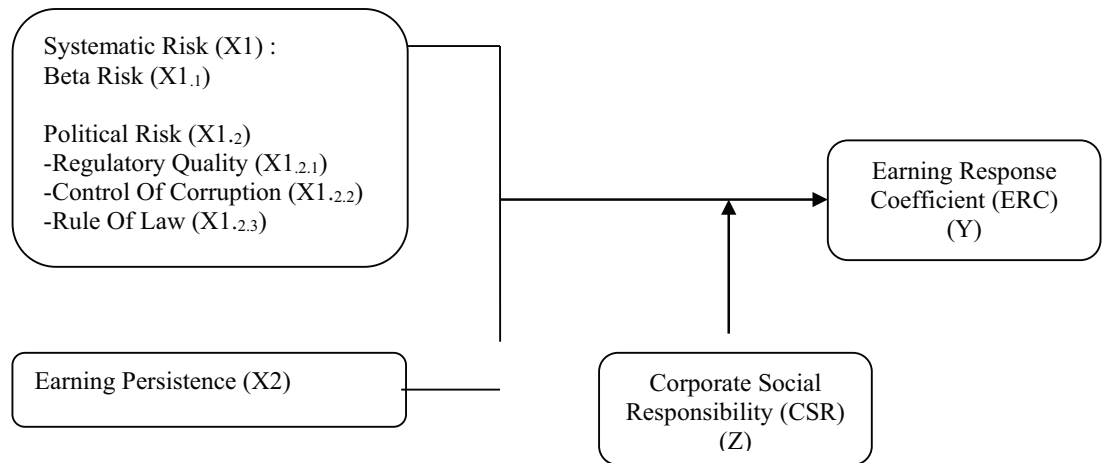 Systematic Risk (X1) :
Beta Risk (X1.1)
Political Risk (X1.2)
-Regulatory Quality (X1.2.1)
-Control Of Corruption (X1.2.2)
-Rule Of Law (X1.2.3)
Earning Response
Coefficient (ERC)
(Y)
Earning Persistence (X2)
Corporate Social
Responsibility (CSR)
(Z)